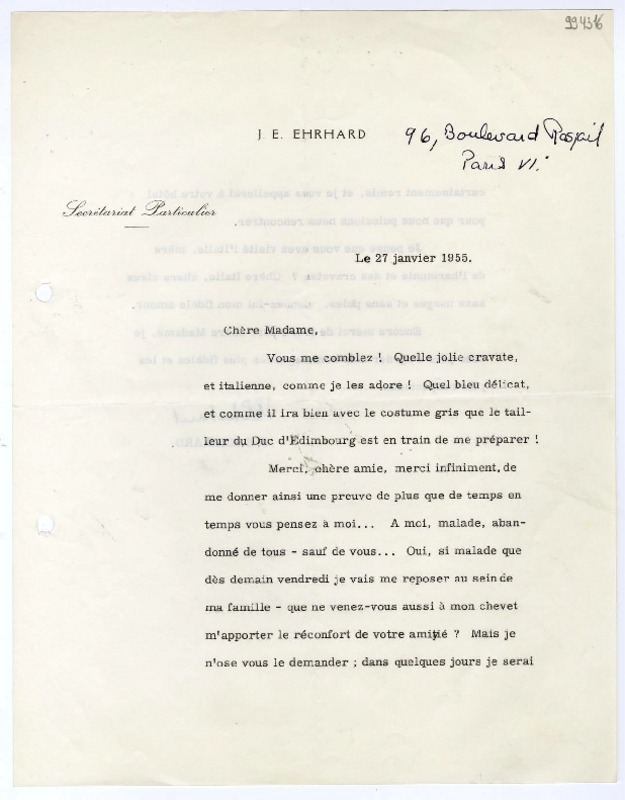 99431b
J. E. EHRHARD
96, Boulevard Raspail
Paris VI.
Secrétariat Particulier
Le 27 janvier 1955.
Chère Madame,
Vous me comblez ! Quelle jolie cravate,
et italienne, comme je les adore ! Quel bleu délicat,
et comme il ira bien avec le costume gris que le tail-
leur du Duc d'Edimbourg est en train de me préparer !
Merci, chère amie, merci infiniment, de
me donner ainsi une preuve de plus que de temps en
temps vous pensez à moi... A moi, malade, aban-
donné de tous - sauf de vous... Oui, si malade que
dès demain vendredi je vais me reposer au sein de
ma famille - que ne venez-vous aussi à mon chevet
m'apporter le réconfort de votre amitié ? Mais je
n'ose vous le demander ; dans quelques jours je serai